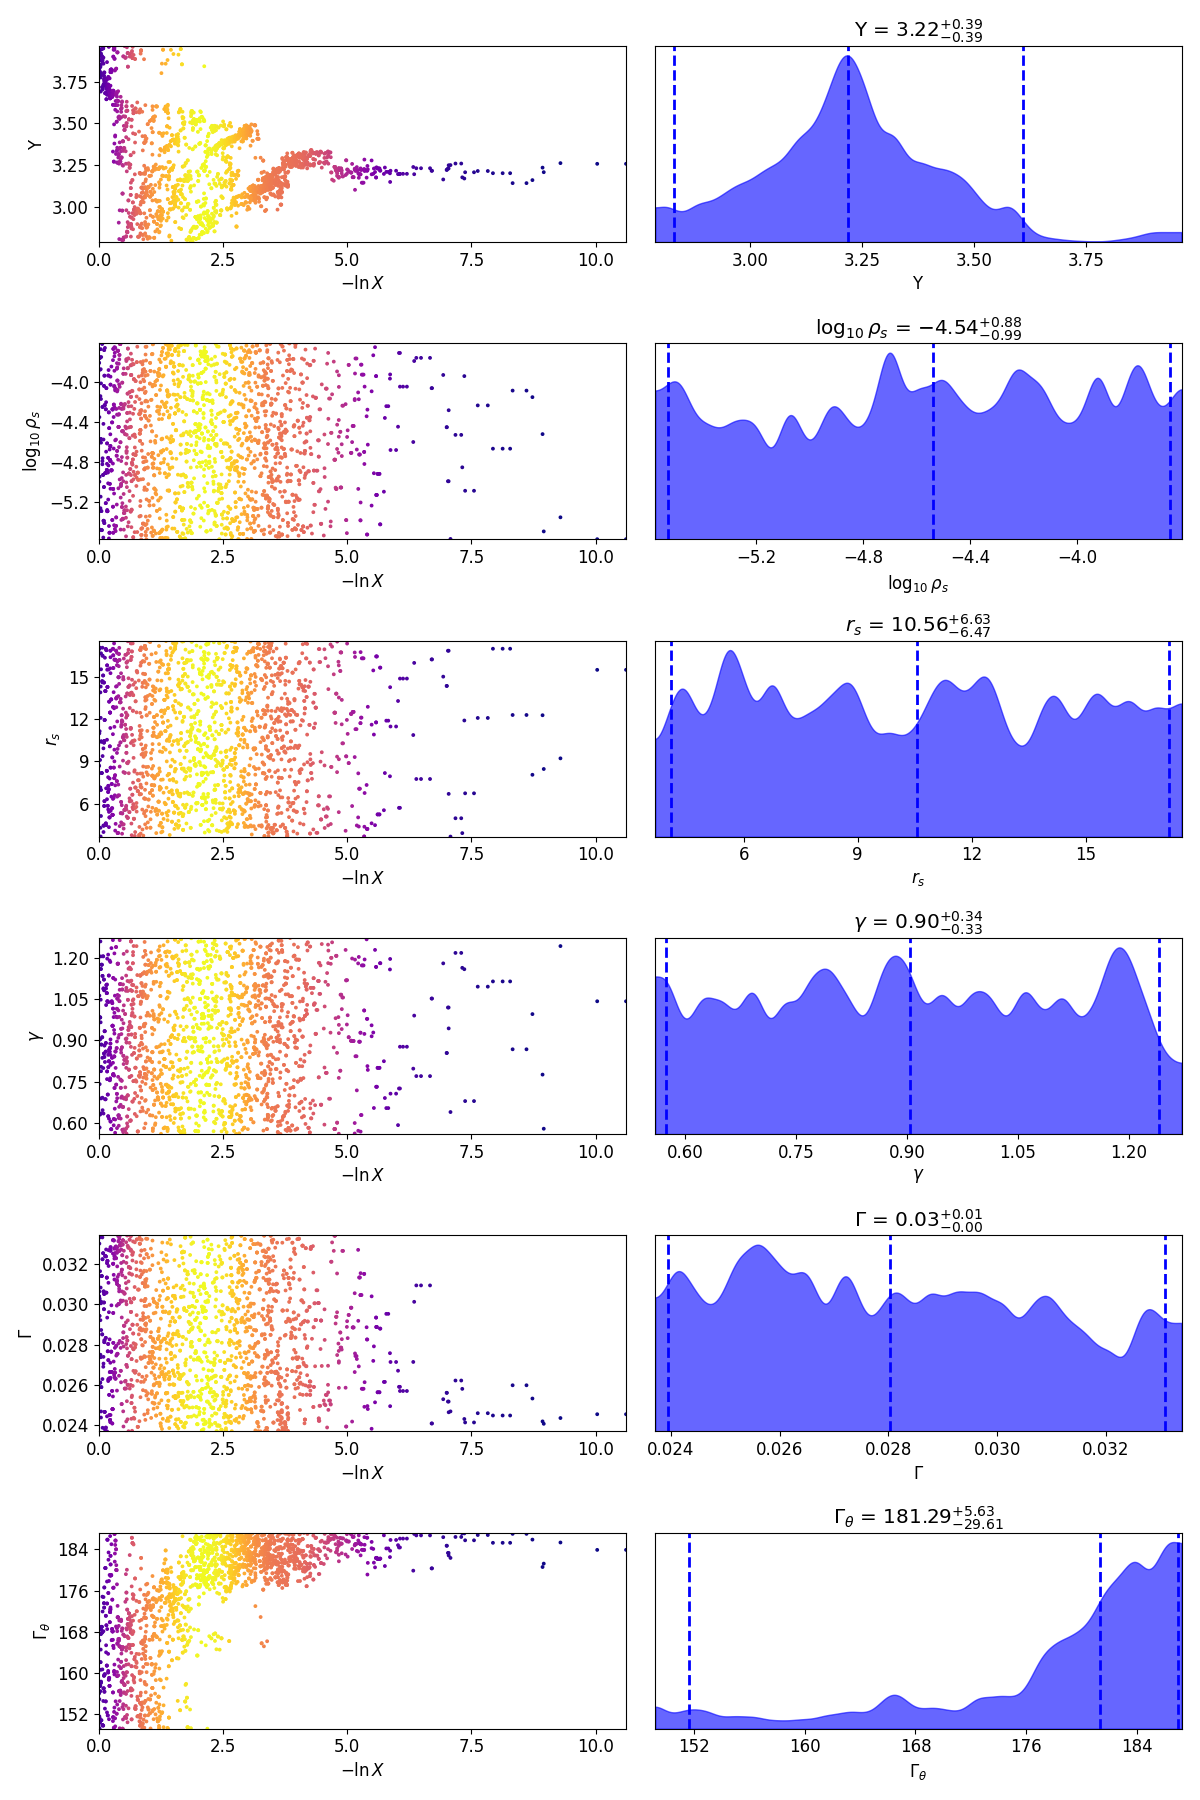 Υ = 3.22^{+0.39}_{-0.39}
3.75
3.50
3.25
3.00
Υ
0.0 2.5 5.0 7.5 10.0
−ln X
3.00 3.25 3.50 3.75
Υ
log₁₀ ρₛ = −4.54^{+0.88}_{-0.99}
−4.0
−4.4
−4.8
−5.2
log₁₀ ρₛ
0.0 2.5 5.0 7.5 10.0
−ln X
−5.2 −4.8 −4.4 −4.0
log₁₀ ρₛ
rₛ = 10.56^{+6.63}_{-6.47}
15
12
9
6
rₛ
0.0 2.5 5.0 7.5 10.0
−ln X
6 9 12 15
rₛ
γ = 0.90^{+0.34}_{-0.33}
1.20
1.05
0.90
0.75
0.60
γ
0.0 2.5 5.0 7.5 10.0
−ln X
0.60 0.75 0.90 1.05 1.20
γ
Γ = 0.03^{+0.01}_{-0.00}
0.032
0.030
0.028
0.026
0.024
Γ
0.0 2.5 5.0 7.5 10.0
−ln X
0.024 0.026 0.028 0.030 0.032
Γ
Γ_θ = 181.29^{+5.63}_{-29.61}
184
176
168
160
152
Γ_θ
0.0 2.5 5.0 7.5 10.0
−ln X
152 160 168 176 184
Γ_θ